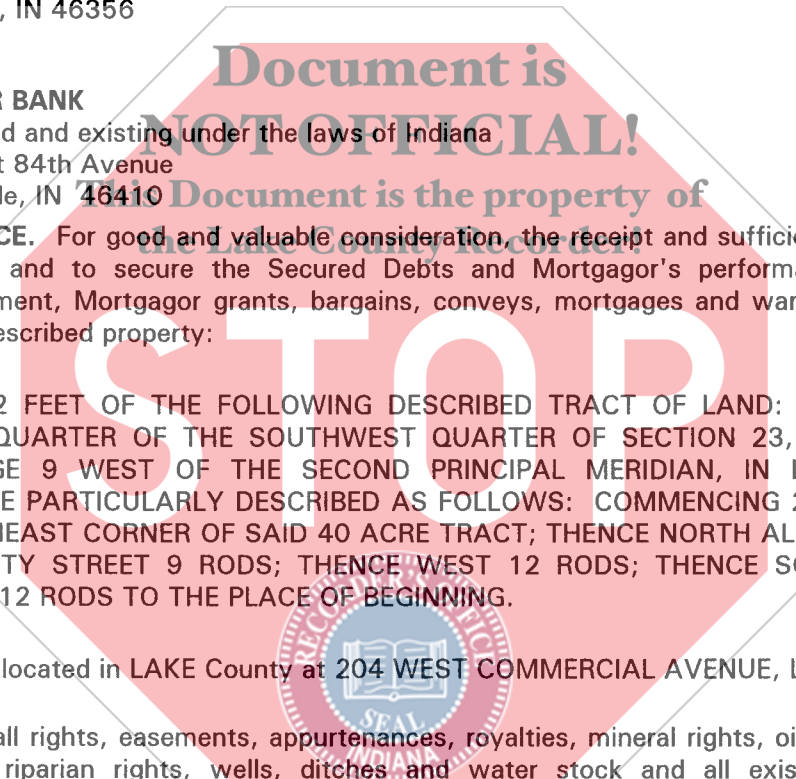 , IN 46356
Document is
R BANK
d and existing under the laws of Indiana
NOT OFFICIAL!
t 84th Avenue
le, IN 46410
This Document is the property of
the Lake County Recorder!
CE. For good and valuable consideration, the receipt and suffici
and to secure the Secured Debts and Mortgagor's performa
ment, Mortgagor grants, bargains, conveys, mortgages and war
escribed property:
STOP
2 FEET OF THE FOLLOWING DESCRIBED TRACT OF LAND:
QUARTER OF THE SOUTHWEST QUARTER OF SECTION 23,
GE 9 WEST OF THE SECOND PRINCIPAL MERIDIAN, IN L
E PARTICULARLY DESCRIBED AS FOLLOWS: COMMENCING 2
HEAST CORNER OF SAID 40 ACRE TRACT; THENCE NORTH AL
TY STREET 9 RODS; THENCE WEST 12 RODS; THENCE SO
12 RODS TO THE PLACE OF BEGINNING.
RECORDER'S OFFICE
located in LAKE County at 204 WEST COMMERCIAL AVENUE, L
SEAL
INDIANA
all rights, easements, appurtenances, royalties, mineral rights, oi
riparian rights, wells, ditches and water stock and all exis